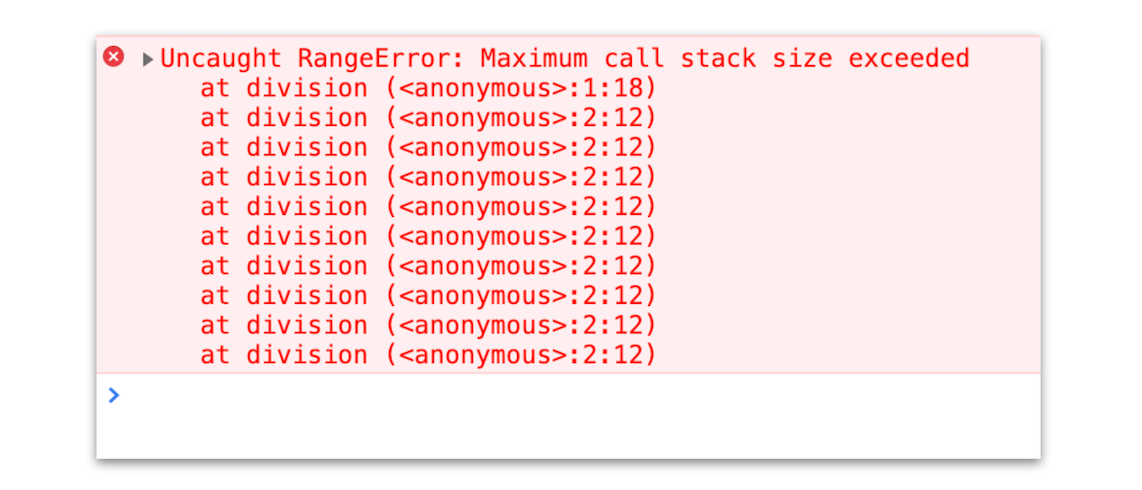 Uncaught RangeError: Maximum call stack size exceeded
at division (<anonymous>:1:18)
at division (<anonymous>:2:12)
at division (<anonymous>:2:12)
at division (<anonymous>:2:12)
at division (<anonymous>:2:12)
at division (<anonymous>:2:12)
at division (<anonymous>:2:12)
at division (<anonymous>:2:12)
at division (<anonymous>:2:12)
at division (<anonymous>:2:12)